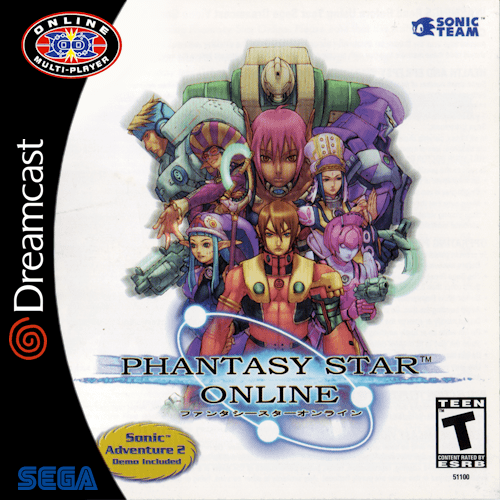 ONLINE
MULTI-PLAYER
SONIC
TEAM
Dreamcast
PHANTASY STAR™
ONLINE
ファンタシースターオンライン
Sonic™
Adventure 2
Demo Included
SEGA
TEEN
T
CONTENT RATED BY
ESRB
51100